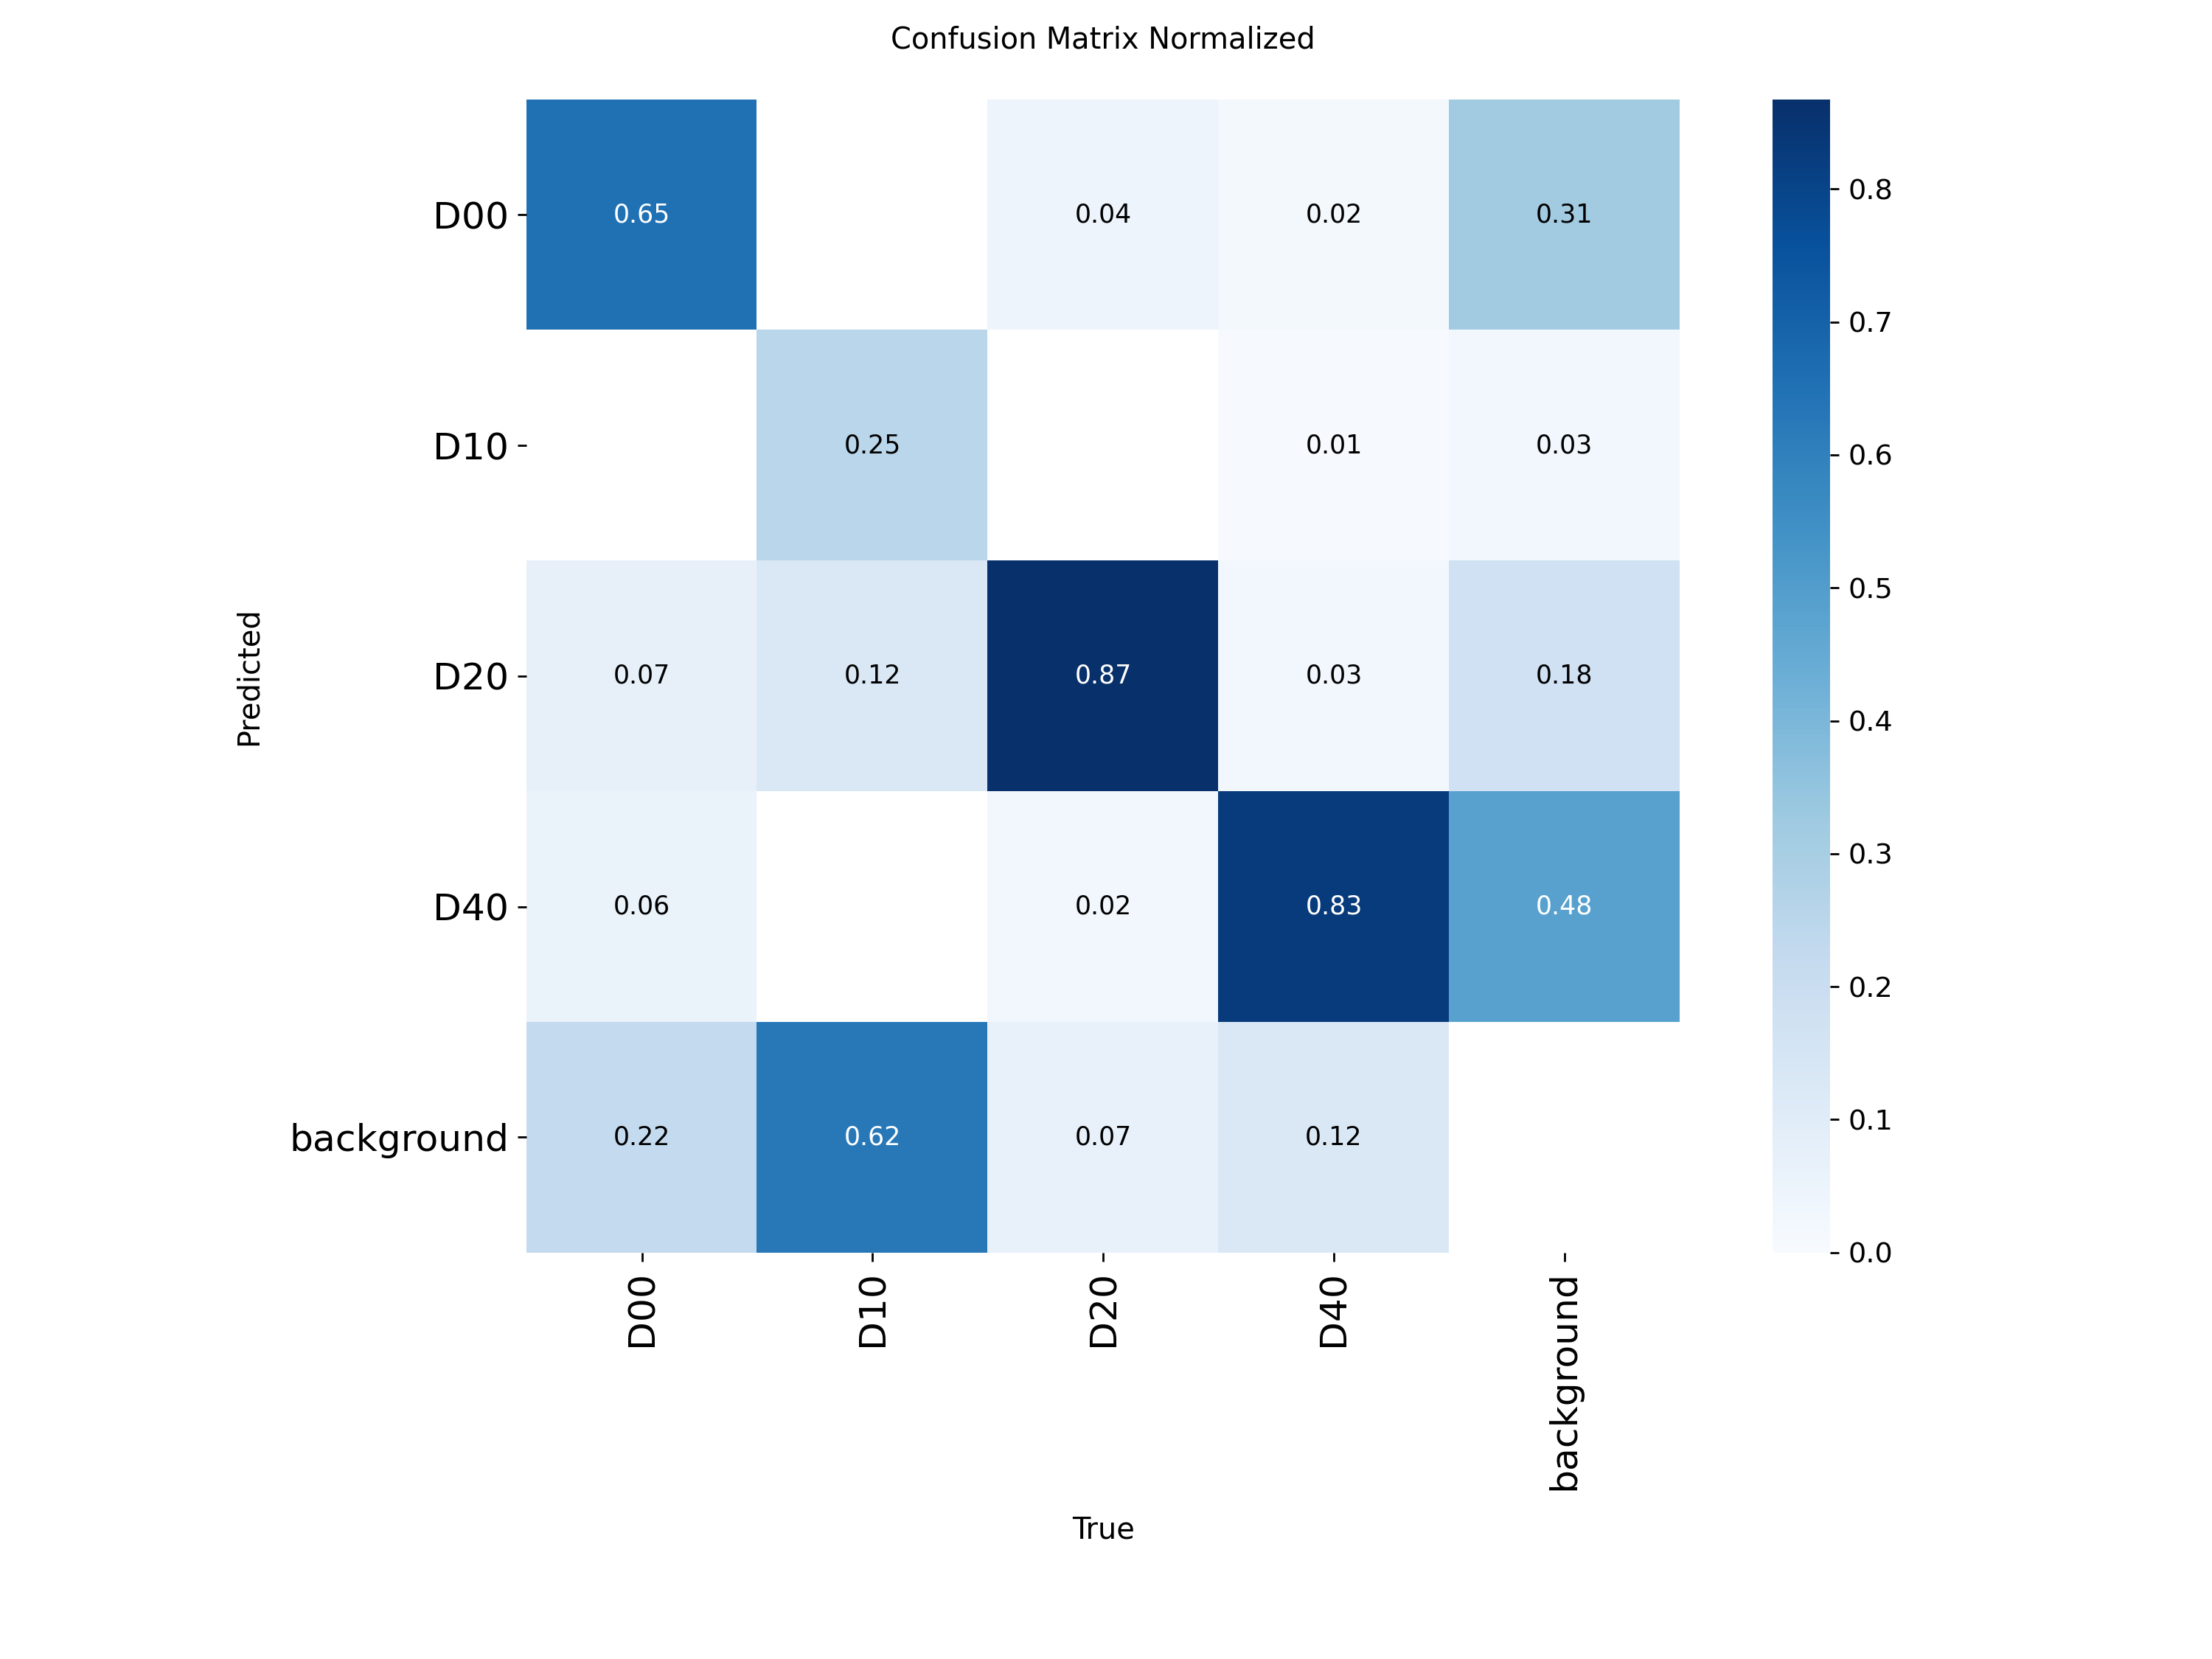 Confusion Matrix Normalized
D00 0.65 0.04 0.02 0.31
D10 0.25 0.01 0.03
D20 0.07 0.12 0.87 0.03 0.18
D40 0.06 0.02 0.83 0.48
background 0.22 0.62 0.07 0.12
Predicted
D00 D10 D20 D40 background
True
0.8
0.7
0.6
0.5
0.4
0.3
0.2
0.1
0.0